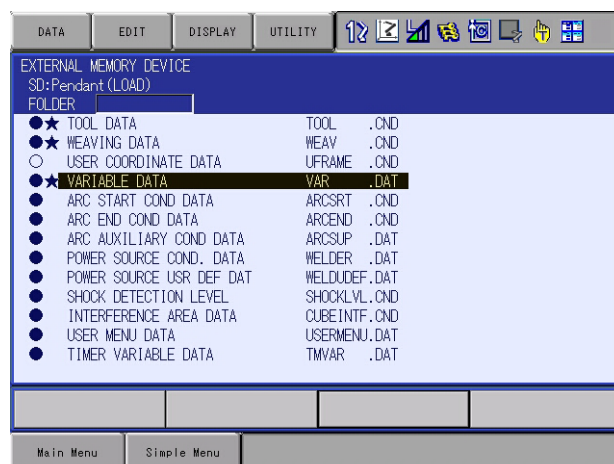 DATA EDIT DISPLAY UTILITY
EXTERNAL MEMORY DEVICE
SD:Pendant(LOAD)
FOLDER
●★ TOOL DATA TOOL .CND
●★ WEAVING DATA WEAV .CND
○ USER COORDINATE DATA UFRAME .CND
●★ VARIABLE DATA VAR .DAT
● ARC START COND DATA ARCSRT .CND
● ARC END COND DATA ARCEND .CND
● ARC AUXILIARY COND DATA ARCSUP .DAT
● POWER SOURCE COND. DATA WELDER .DAT
● POWER SOURCE USR DEF DAT WELDUDEF.DAT
● SHOCK DETECTION LEVEL SHOCKLVL.CND
● INTERFERENCE AREA DATA CUBEINTF.CND
● USER MENU DATA USERMENU.DAT
● TIMER VARIABLE DATA TMVAR .DAT
Main Menu Simple Menu